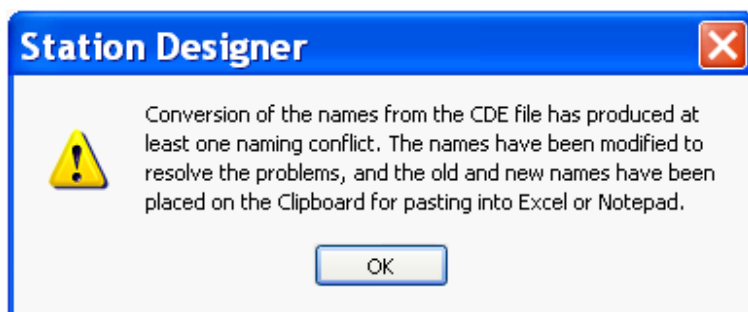 Station Designer
Conversion of the names from the CDE file has produced at
least one naming conflict. The names have been modified to
resolve the problems, and the old and new names have been
placed on the Clipboard for pasting into Excel or Notepad.
OK